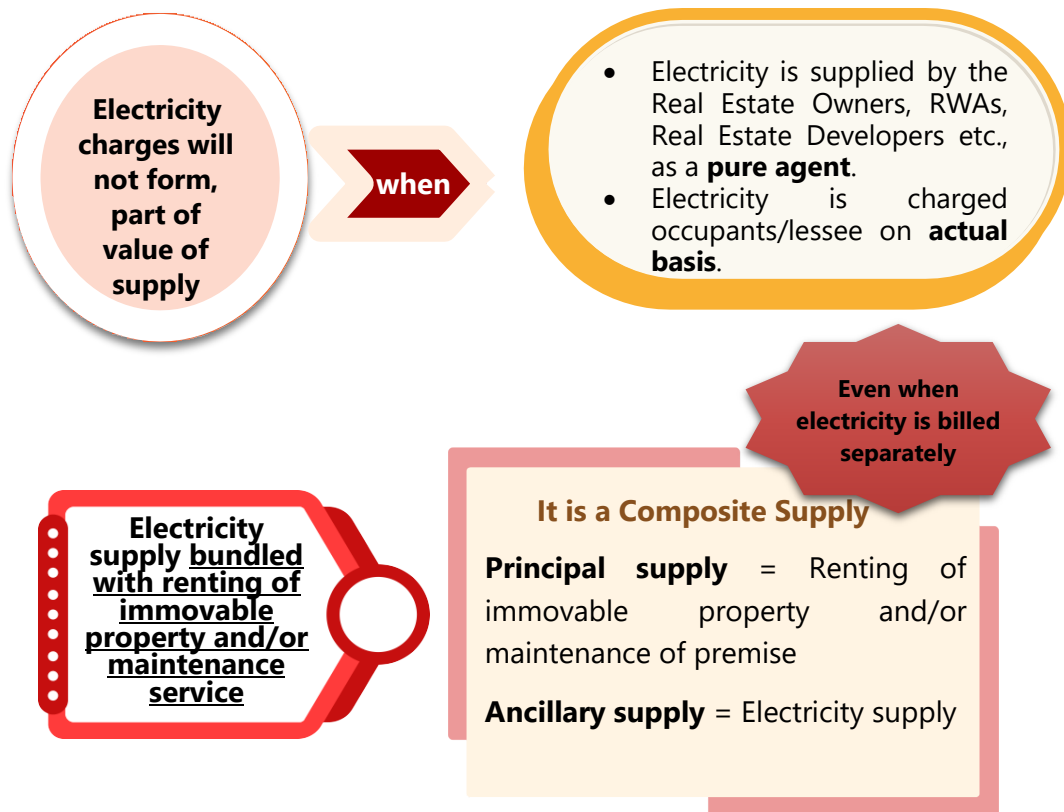 Electricity
charges will
not form,
part of
value of
supply
when
• Electricity is supplied by the
Real Estate Owners, RWAs,
Real Estate Developers etc.,
as a pure agent.
• Electricity is charged
occupants/lessee on actual
basis.
Even when
electricity is billed
separately
Electricity
supply bundled
with renting of
immovable
property and/or
maintenance
service
It is a Composite Supply
Principal supply = Renting of
immovable property and/or
maintenance of premise
Ancillary supply = Electricity supply